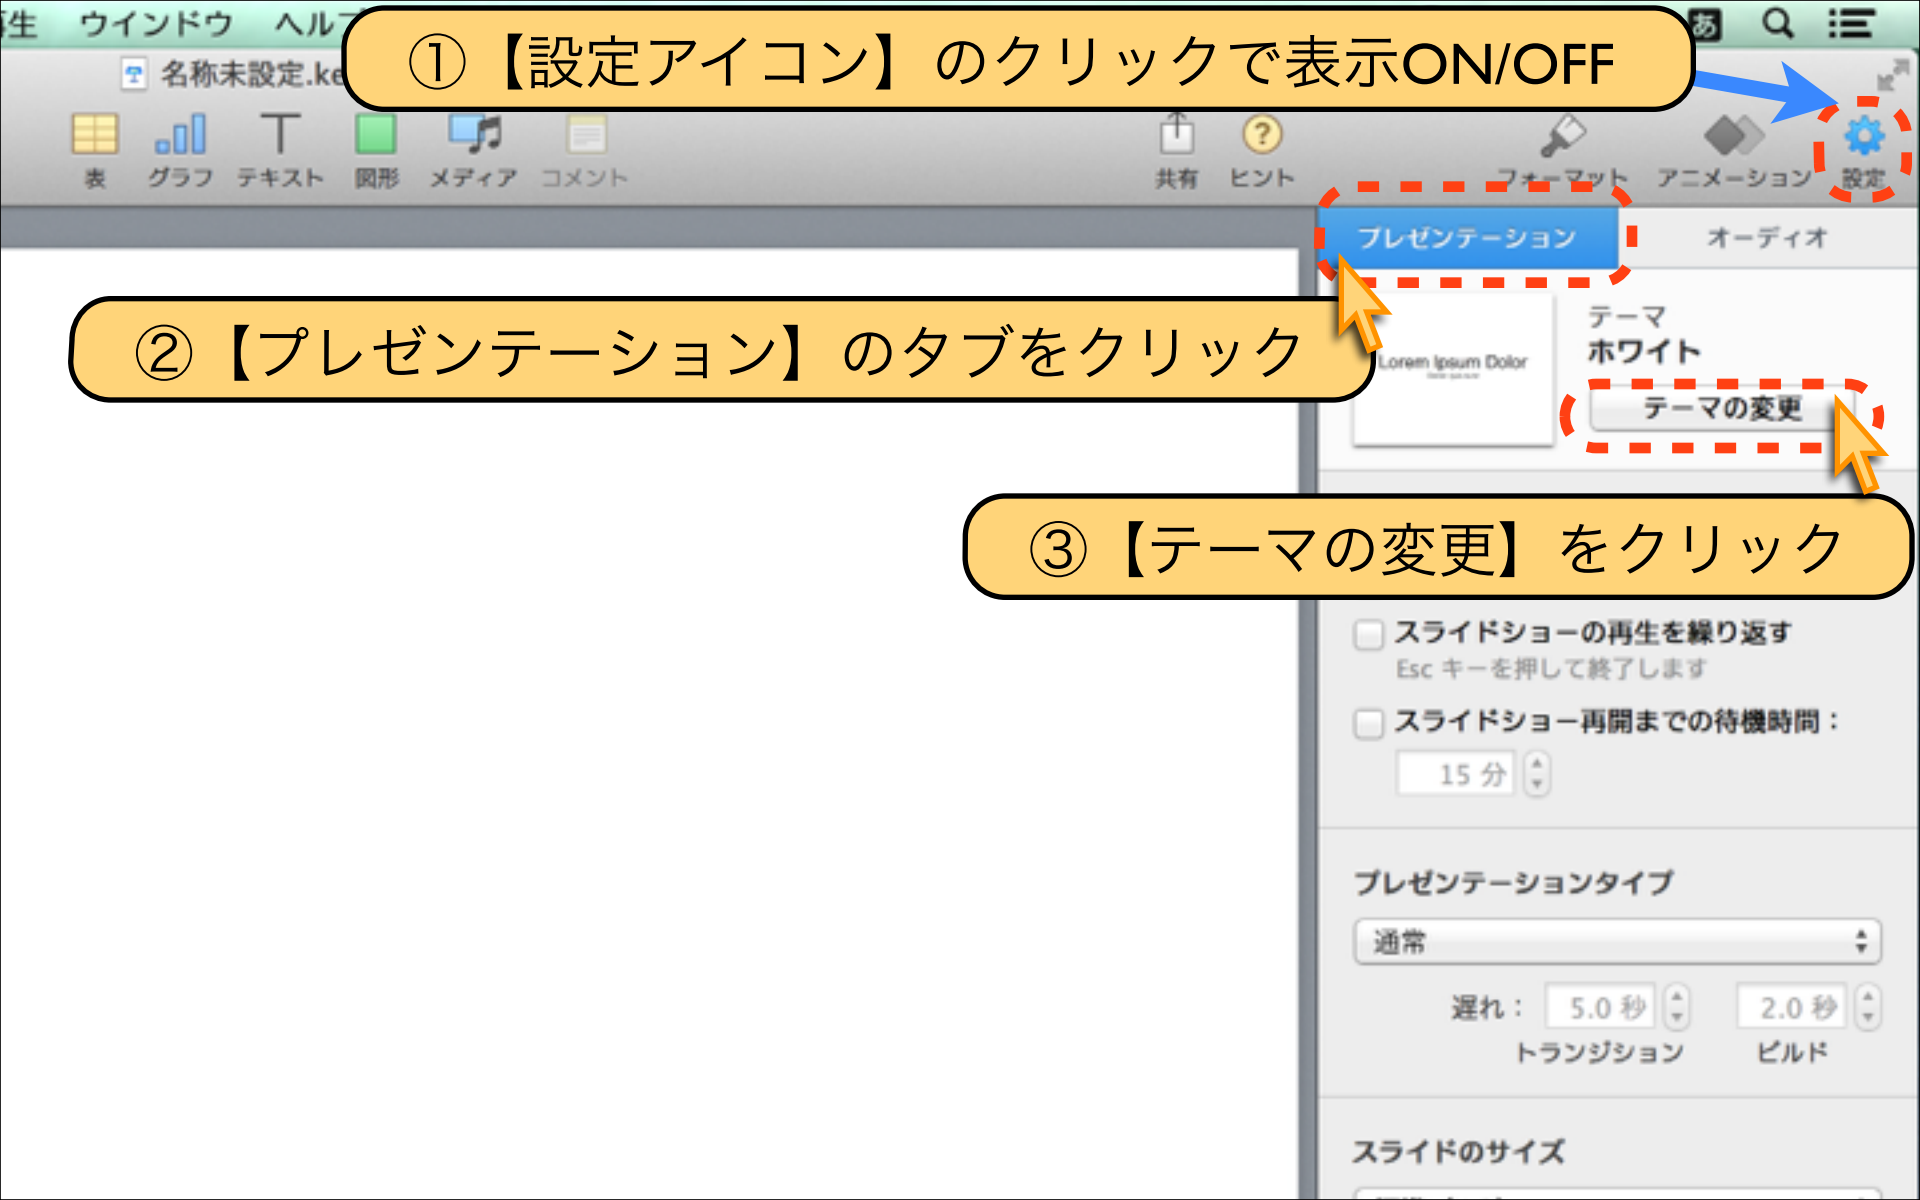 生 ウインドウ ヘルプ
あ
①【設定アイコン】のクリックで表示ON/OFF
名称未設定.ke
表 グラフ テキスト 図形 メディア コメント 共有 ヒント フォーマット アニメーション 設定
プレゼンテーション オーディオ
②【プレゼンテーション】のタブをクリック
Lorem Ipsum Dolor
テーマ
ホワイト
テーマの変更
③【テーマの変更】をクリック
スライドショーの再生を繰り返す
Esc キーを押して終了します
スライドショー再開までの待機時間：
15 分
プレゼンテーションタイプ
通常
遅れ： 5.0 秒 2.0 秒
トランジション ビルド
スライドのサイズ